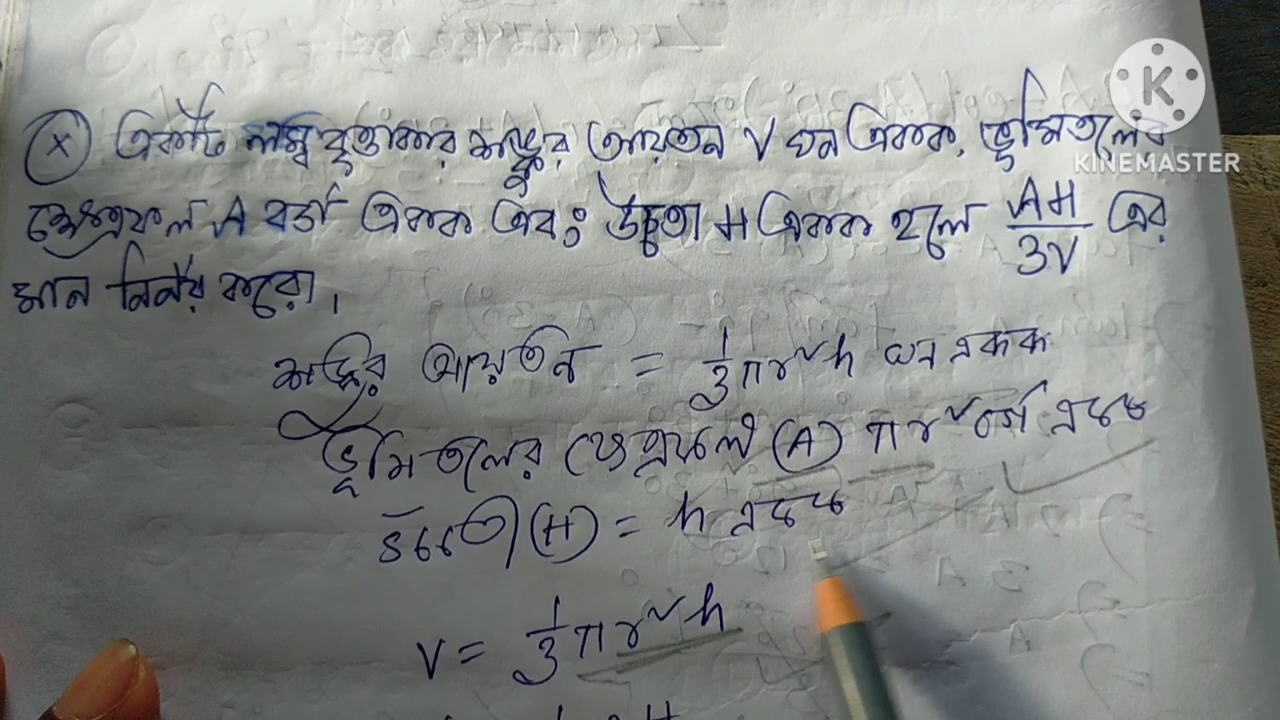 K
KINEMASTER
(x) একটি লম্ব বৃত্তাকার শঙ্কুর আয়তন V ঘন একক, ভূমিতলের
ক্ষেত্রফল A বর্গ একক এবং উচ্চতা H একক হলে AH/3V এর
মান নির্ণয় করো।
শঙ্কুর আয়তন = 1/3 πr²h ঘন একক
ভূমিতলের ক্ষেত্রফল (A) πr² বর্গ একক
উচ্চতা (H) = h একক
V = 1/3 πr²h